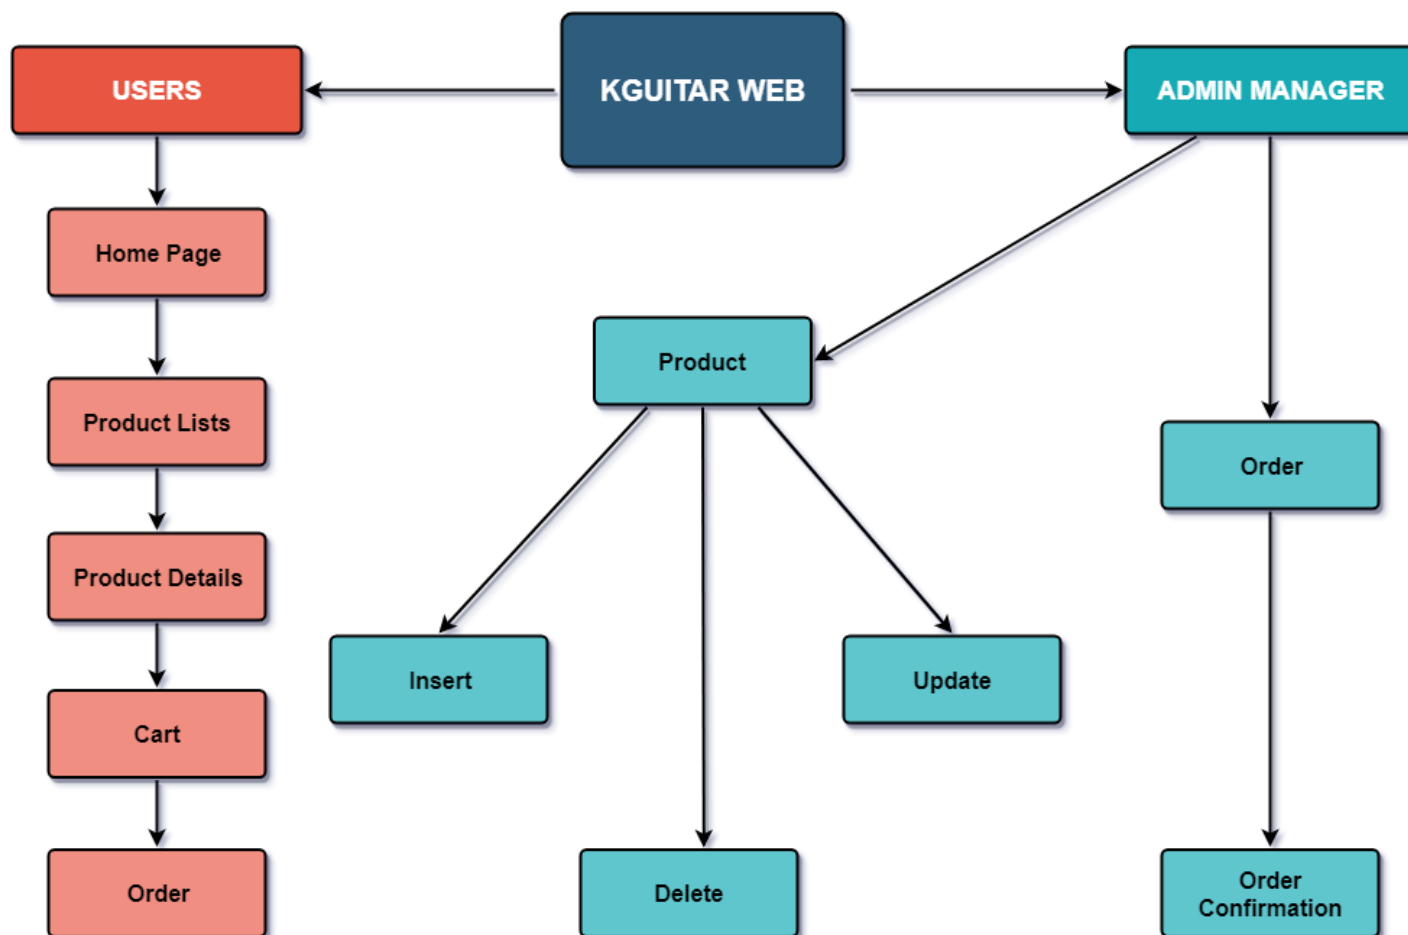 USERS
KGUITAR WEB
ADMIN MANAGER
Home Page
Product
Product Lists
Order
Product Details
Insert
Update
Cart
Order
Delete
Order
Confirmation